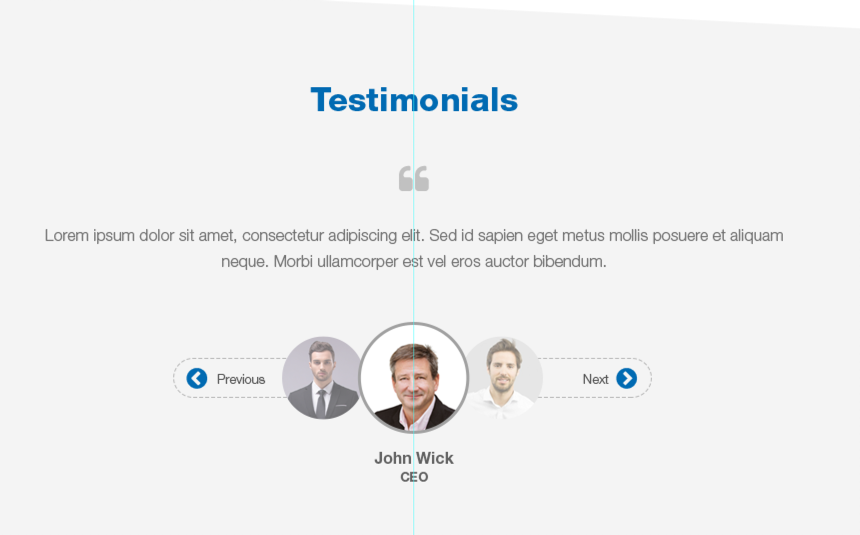 Testimonials
Lorem ipsum dolor sit amet, consectetur adipiscing elit. Sed id sapien eget metus mollis posuere et aliquam
neque. Morbi ullamcorper est vel eros auctor bibendum.
Previous
Next
John Wick
CEO